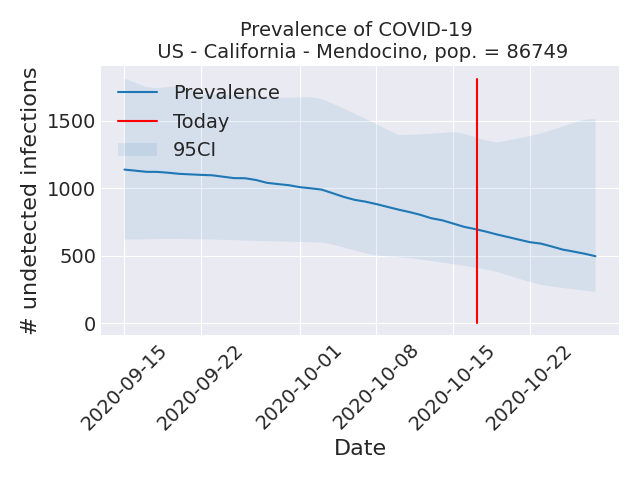 Prevalence of COVID-19
US - California - Mendocino, pop. = 86749
# undetected infections
1500
1000
500
0
Prevalence
Today
95CI
2020-09-15
2020-09-22
2020-10-01
2020-10-08
2020-10-15
2020-10-22
Date